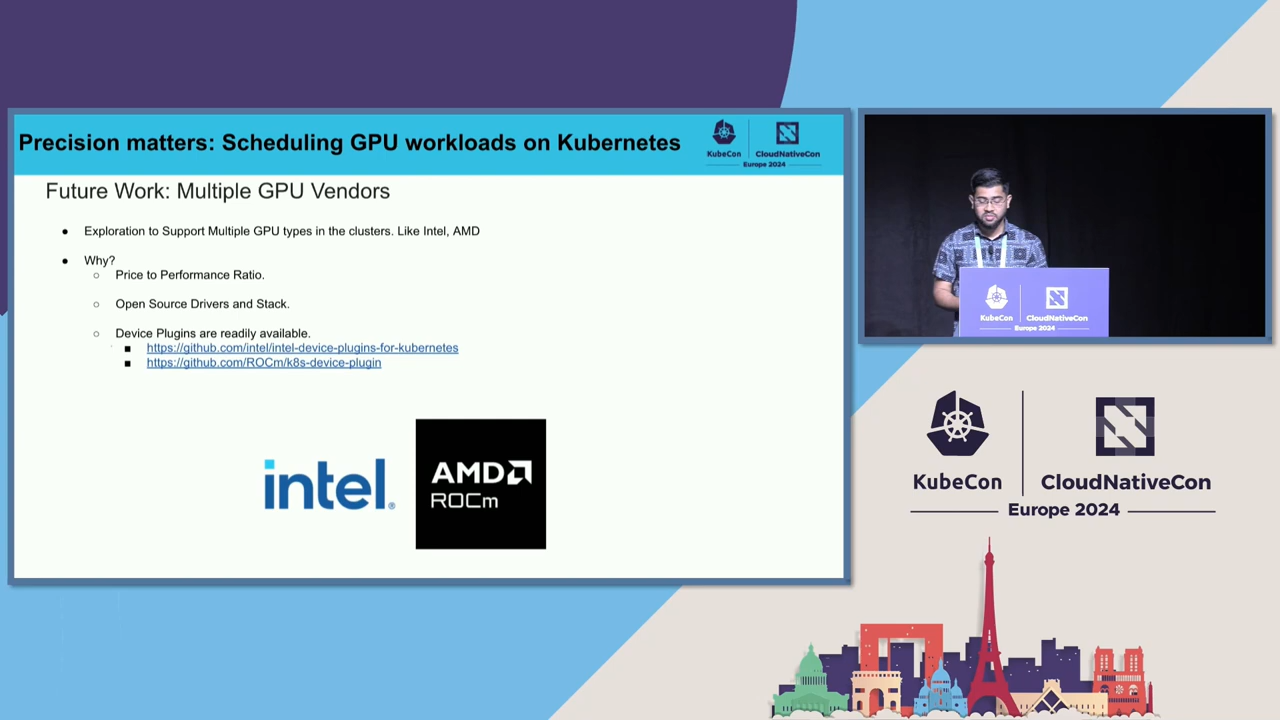 Precision matters: Scheduling GPU workloads on Kubernetes
KubeCon
CloudNativeCon
Europe 2024
Future Work: Multiple GPU Vendors
● Exploration to Support Multiple GPU types in the clusters. Like Intel, AMD
● Why?
○ Price to Performance Ratio.
○ Open Source Drivers and Stack.
○ Device Plugins are readily available.
■ https://github.com/intel/intel-device-plugins-for-kubernetes
■ https://github.com/ROCm/k8s-device-plugin
intel®
AMD
ROCm
KubeCon
CloudNativeCon
Europe 2024
KubeCon
CloudNativeCon
Europe 2024